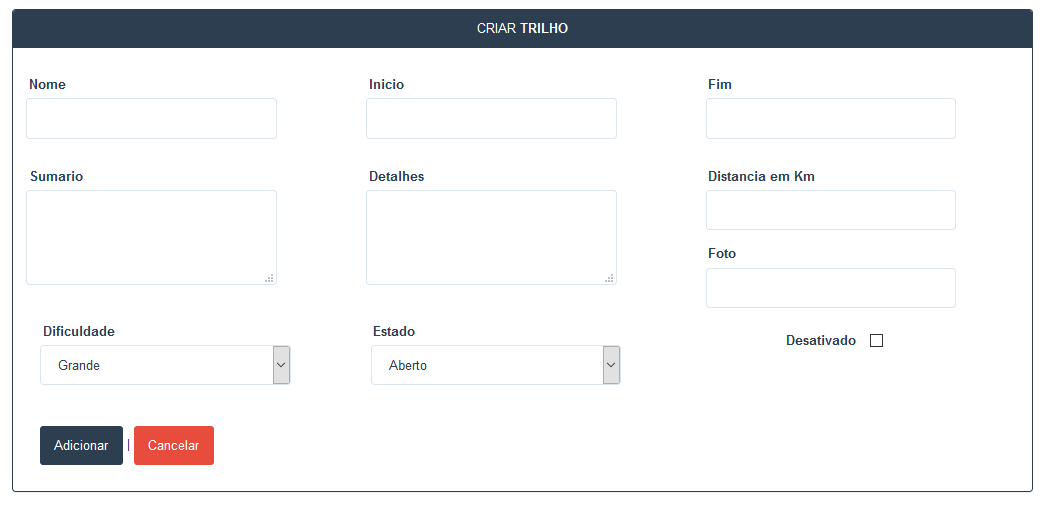 CRIAR TRILHO
Nome
Inicio
Fim
Sumario
Detalhes
Distancia em Km
Foto
Dificuldade
Estado
Desativado
Grande
Aberto
Adicionar | Cancelar